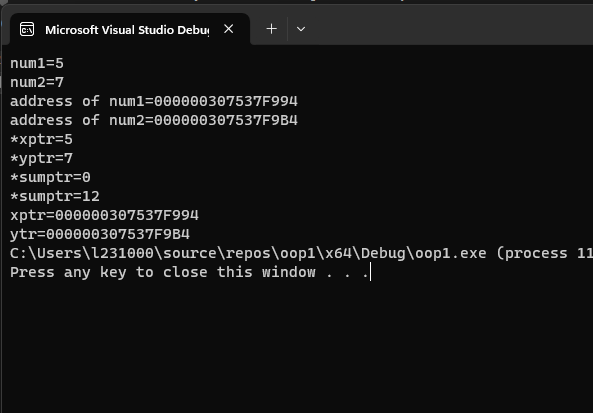 Microsoft Visual Studio Debu
num1=5
num2=7
address of num1=000000307537F994
address of num2=000000307537F9B4
*xptr=5
*yptr=7
*sumptr=0
*sumptr=12
xptr=000000307537F994
ytr=000000307537F9B4
C:\Users\l231000\source\repos\oop1\x64\Debug\oop1.exe (process 11
Press any key to close this window . . .